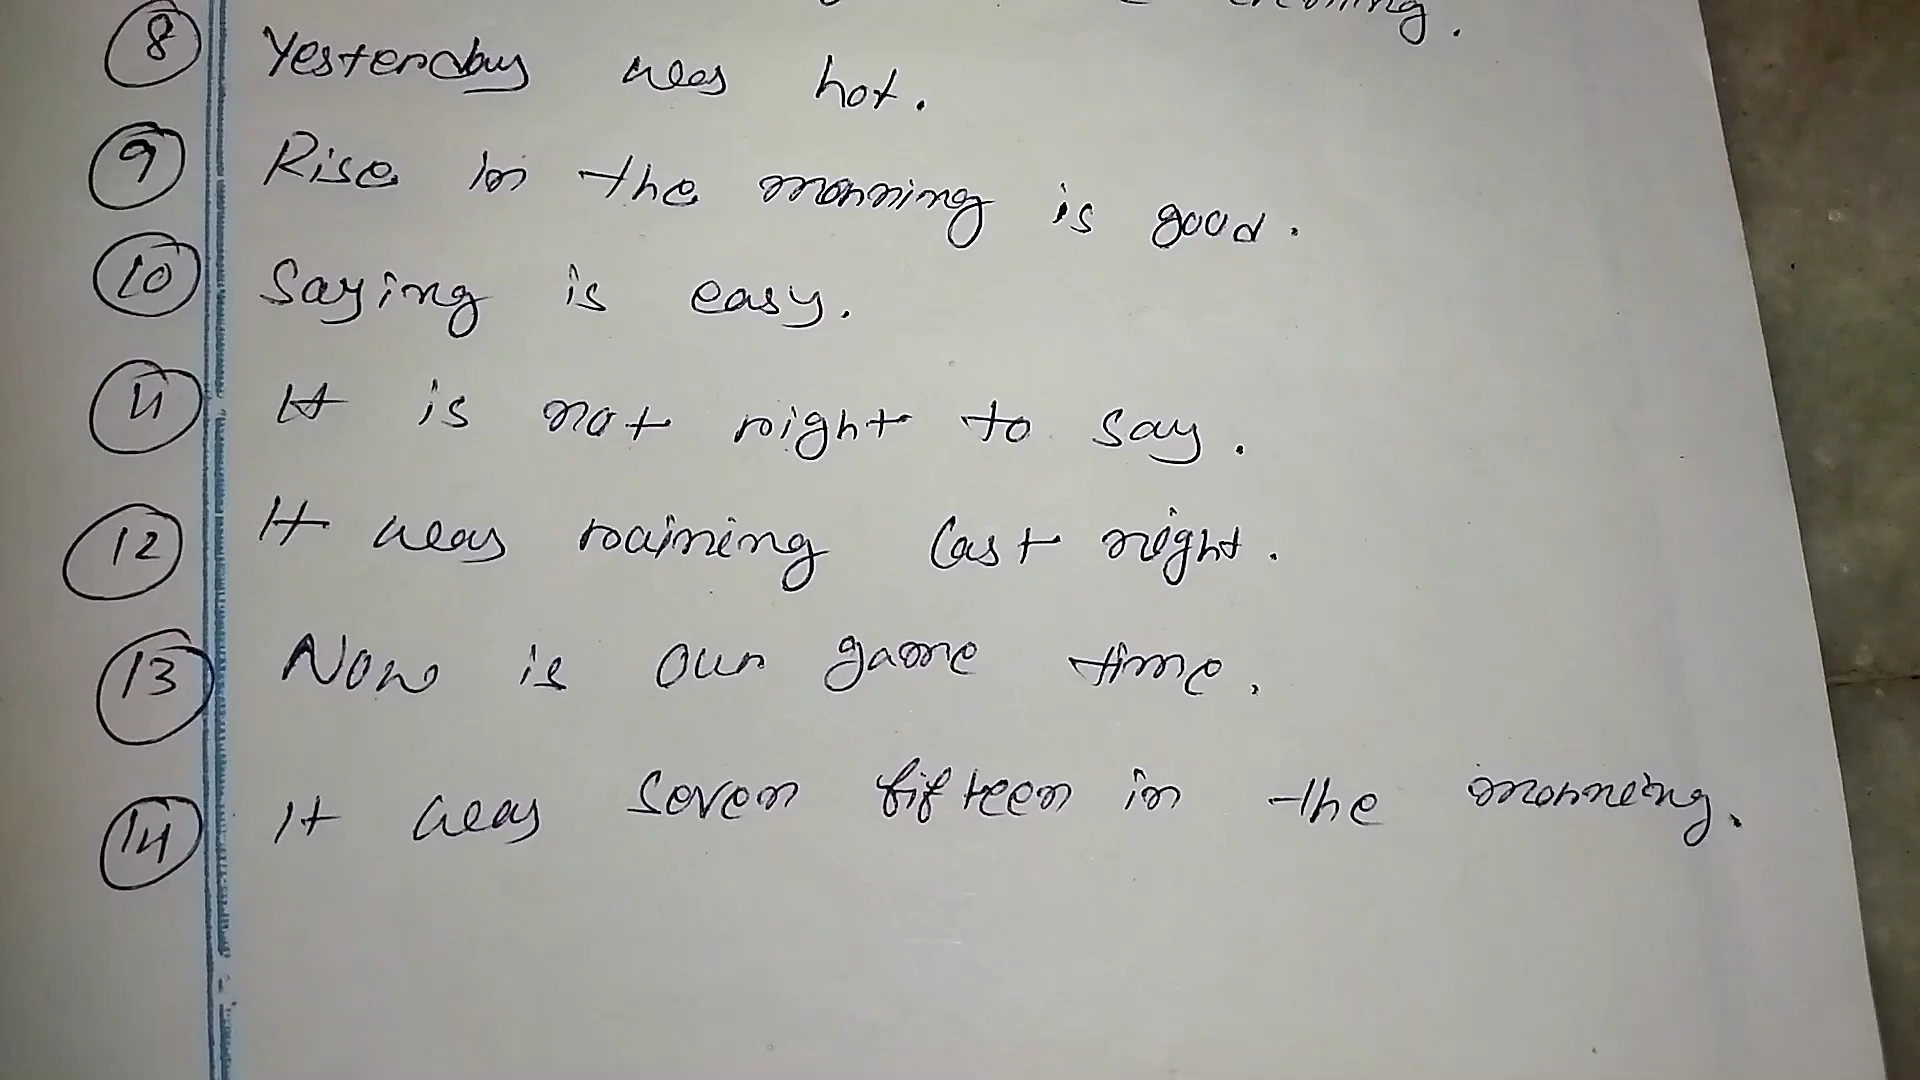 8 Yesterday was hot.
9 Rise in the morning is good.
10 Saying is easy.
11 It is not right to say.
12 It was raining last night.
13 Now is our game time.
14 It was seven fifteen in the morning.